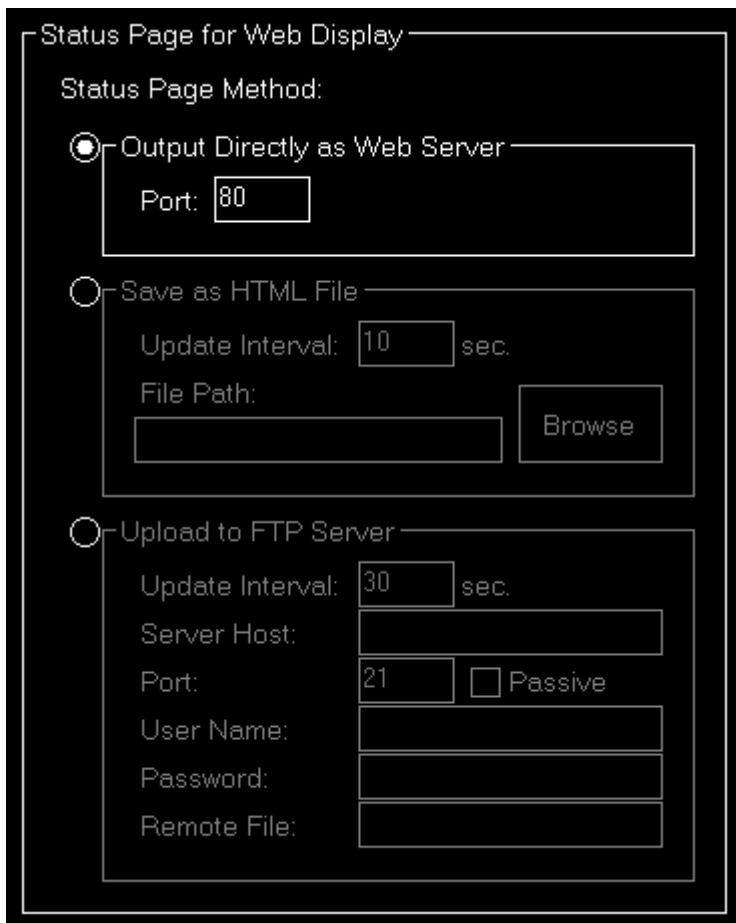 Status Page for Web Display
Status Page Method:
Output Directly as Web Server
Port: 80
Save as HTML File
Update Interval: 10 sec.
File Path:
Browse
Upload to FTP Server
Update Interval: 30 sec.
Server Host:
Port: 21 Passive
User Name:
Password:
Remote File: